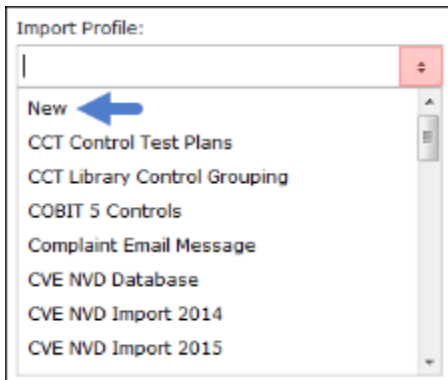 Import Profile:
New
CCT Control Test Plans
CCT Library Control Grouping
COBIT 5 Controls
Complaint Email Message
CVE NVD Database
CVE NVD Import 2014
CVE NVD Import 2015